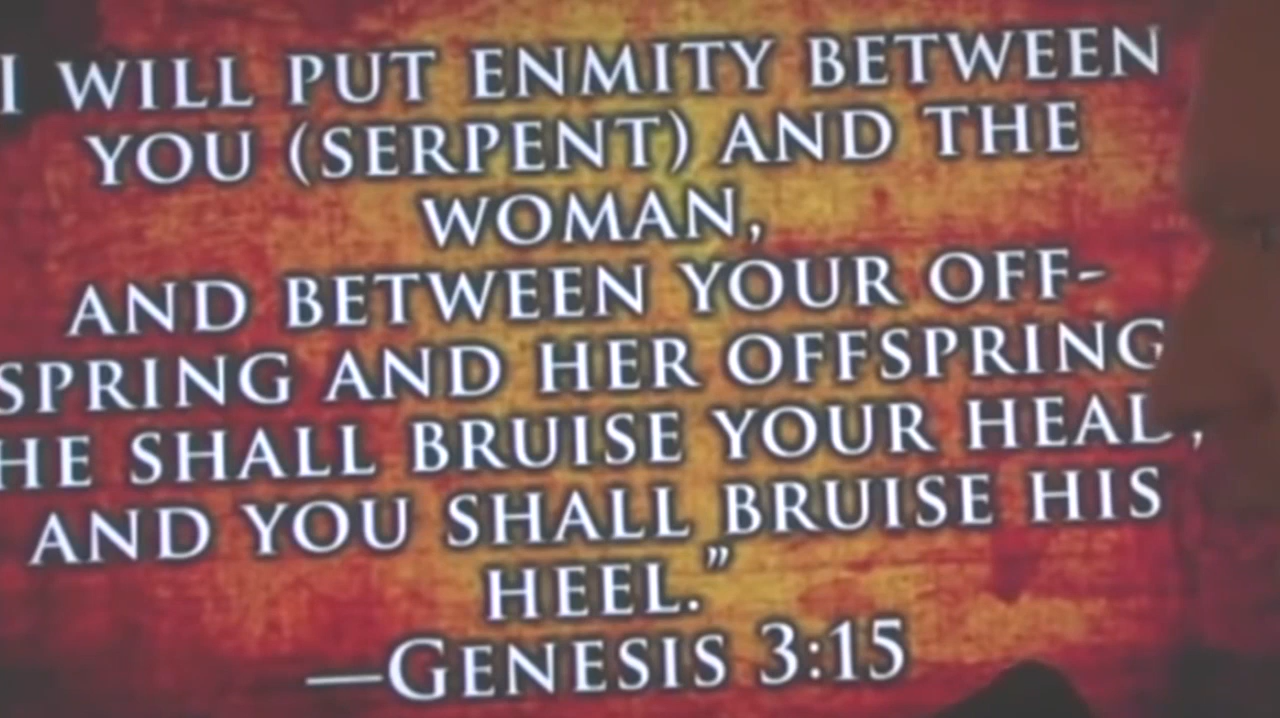 I WILL PUT ENMITY BETWEEN
YOU (SERPENT) AND THE
WOMAN,
AND BETWEEN YOUR OFF-
SPRING AND HER OFFSPRING
HE SHALL BRUISE YOUR HEAL,
AND YOU SHALL BRUISE HIS
HEEL.”
—GENESIS 3:15